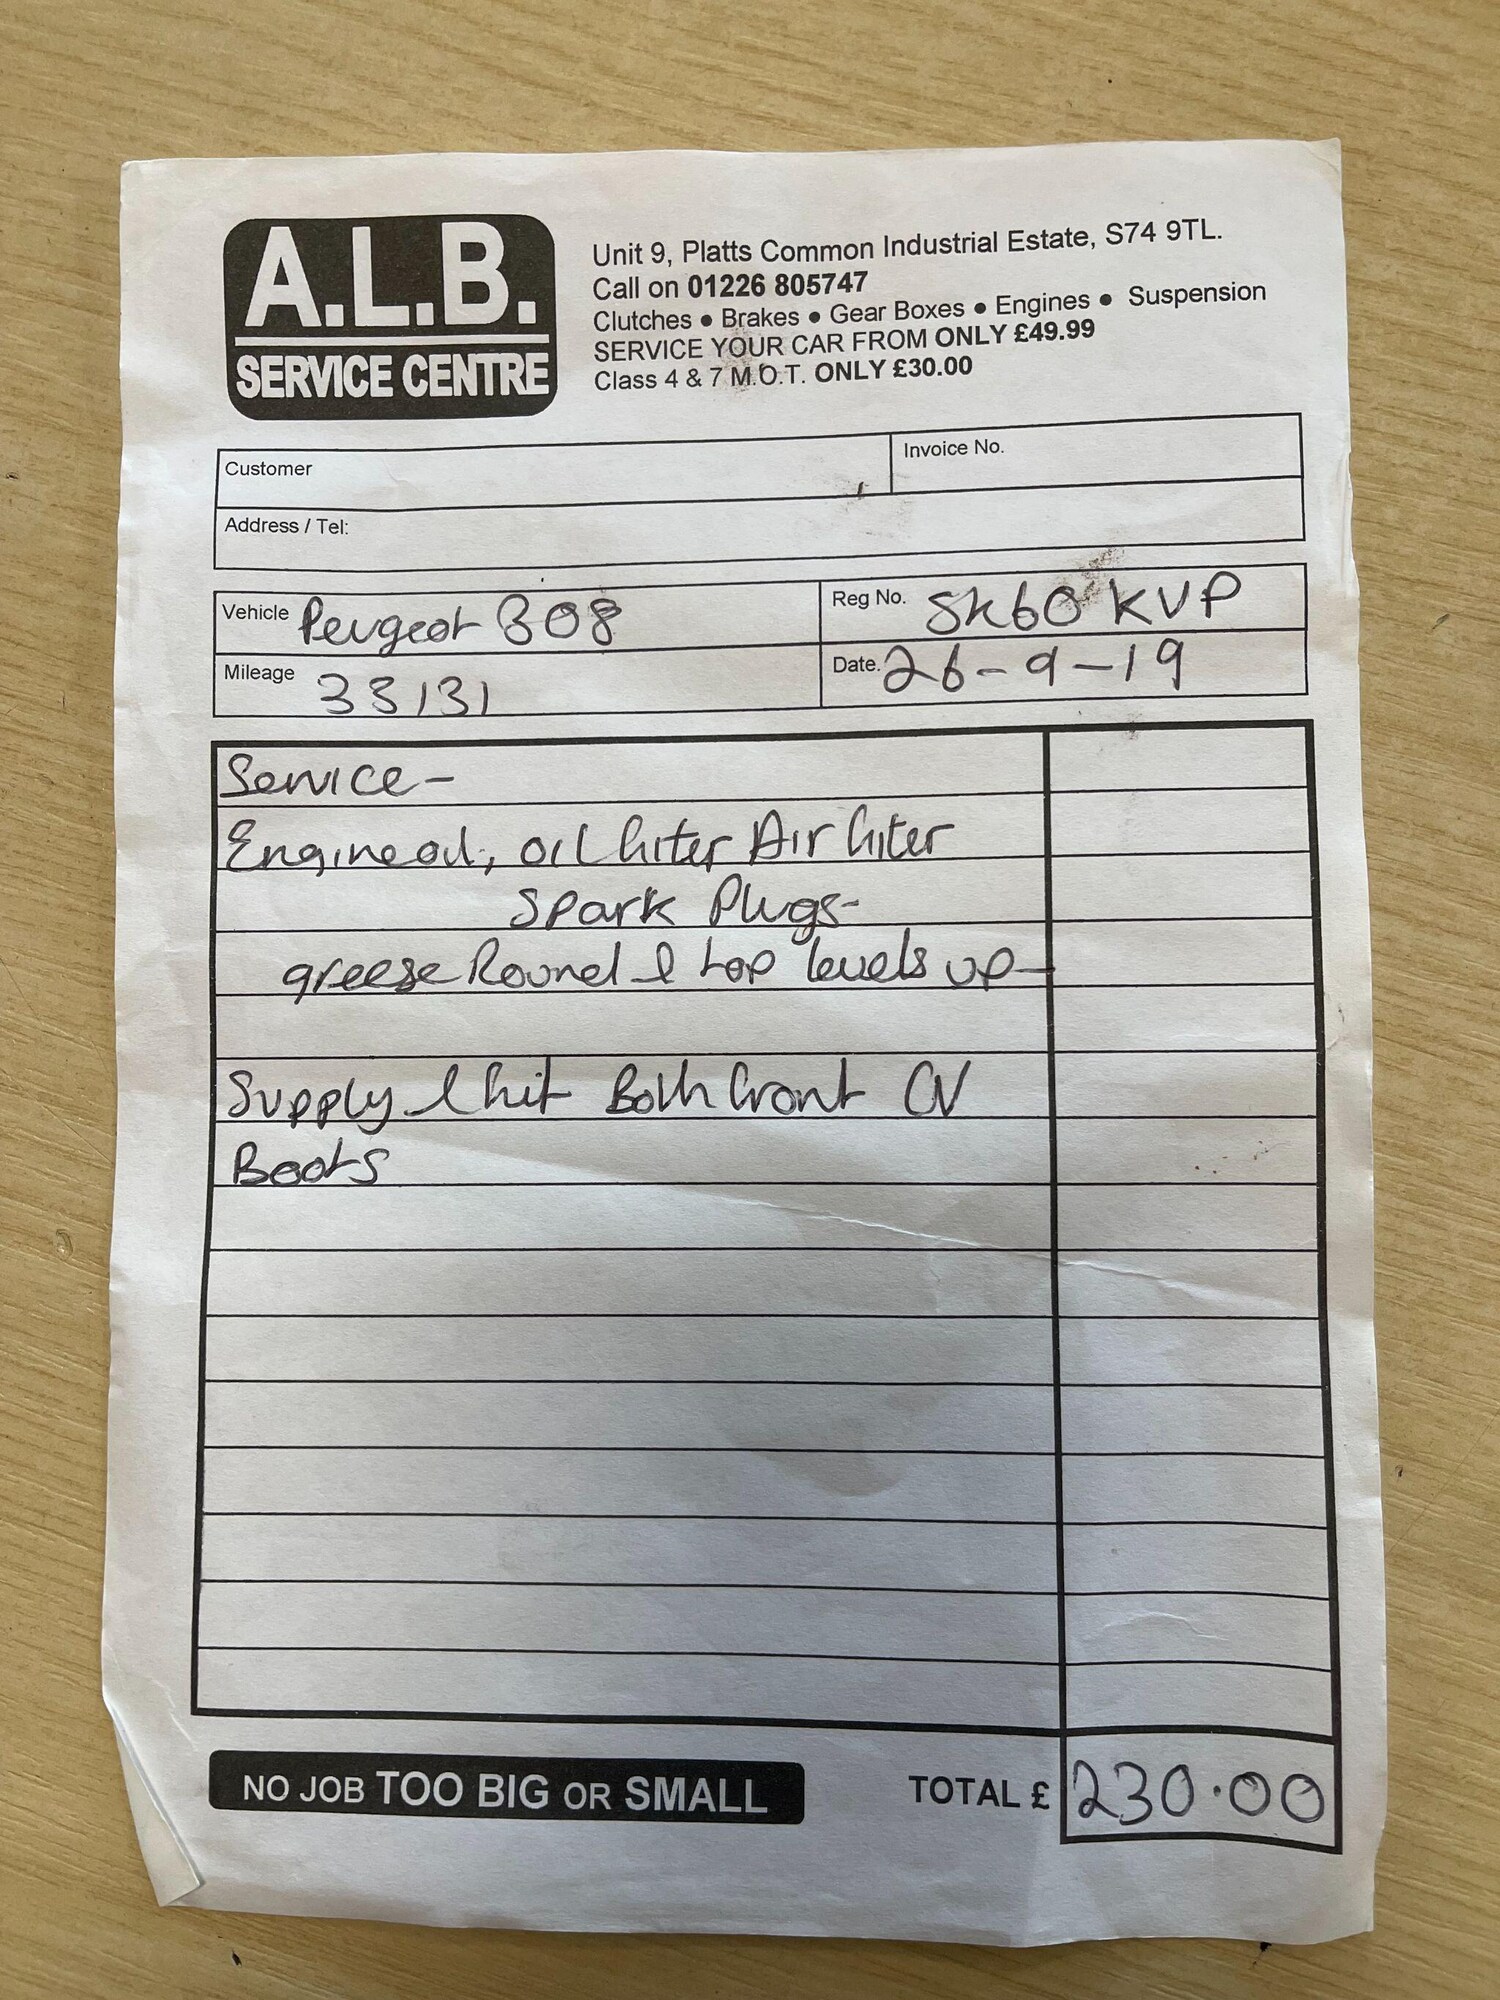 A.L.B.
SERVICE CENTRE
Unit 9, Platts Common Industrial Estate, S74 9TL.
Call on 01226 805747
Clutches ● Brakes ● Gear Boxes ● Engines ● Suspension
SERVICE YOUR CAR FROM ONLY £49.99
Class 4 & 7 M.O.T. ONLY £30.00
Customer
Invoice No.
Address / Tel:
Vehicle Peugeot 308
Reg No. SK60 KVP
Mileage 33131
Date. 26-9-19
Service-
Engine oil, oil filter Air filter
Spark Plugs-
greese Round & top levels up-
Supply & fit Both front CV
Boots
NO JOB TOO BIG OR SMALL
TOTAL £ 230.00